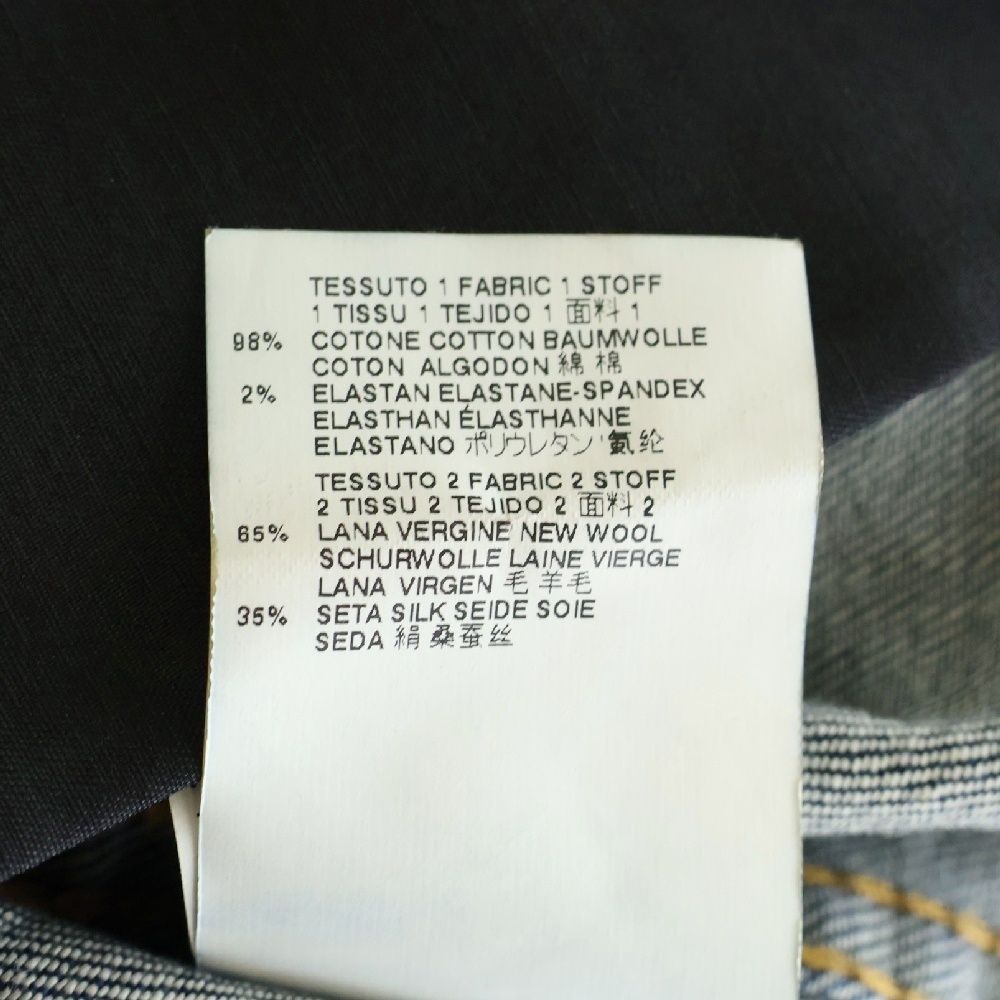 TESSUTO 1 FABRIC 1 STOFF
1 TISSU 1 TEJIDO 1 面料 1
98% COTONE COTTON BAUMWOLLE
COTON ALGODON 綿 棉
2% ELASTAN ELASTANE-SPANDEX
ELASTHAN ÉLASTHANNE
ELASTANO ポリウレタン 氨纶
TESSUTO 2 FABRIC 2 STOFF
2 TISSU 2 TEJIDO 2 面料 2
65% LANA VERGINE NEW WOOL
SCHURWOLLE LAINE VIERGE
LANA VIRGEN 毛 羊毛
35% SETA SILK SEIDE SOIE
SEDA 絹 桑蚕丝